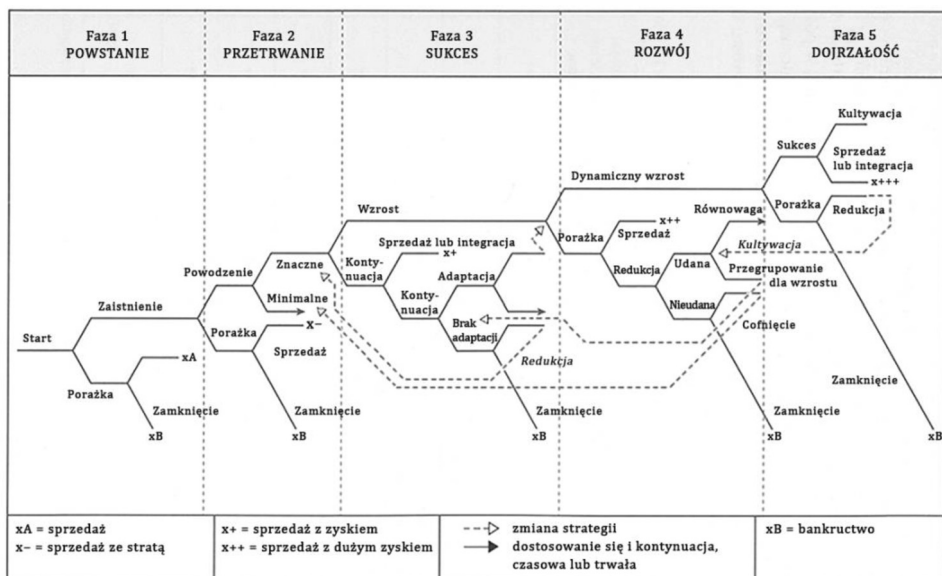 Faza 1
POWSTANIE
Faza 2
PRZETRWANIE
Faza 3
SUKCES
Faza 4
ROZWÓJ
Faza 5
DOJRZAŁOŚĆ
Kultywacja
Sukces
Sprzedaż
lub integracja
x+++
Dynamiczny wzrost
Porażka
Redukcja
Równowaga
Wzrost
x++
Sprzedaż
Porażka
Kultywacja
Sprzedaż lub integracja
x+
Znaczne
Konty-
nuacja
Adaptacja
Redukcja
Udana
Przegrupowanie
dla wzrostu
Powodzenie
Minimalne
Konty-
nuacja
Nieudana
Zaistnienie
x−
Brak
adaptacji
Cofnięcie
Start
Porażka
Sprzedaż
Redukcja
xA
Porażka
Zamknięcie
xB
Zamknięcie
xB
Zamknięcie
xB
Zamknięcie
xB
Zamknięcie
xB
xA = sprzedaż
x− = sprzedaż ze stratą
x+ = sprzedaż z zyskiem
x++ = sprzedaż z dużym zyskiem
zmiana strategii
dostosowanie się i kontynuacja,
czasowa lub trwała
xB = bankructwo